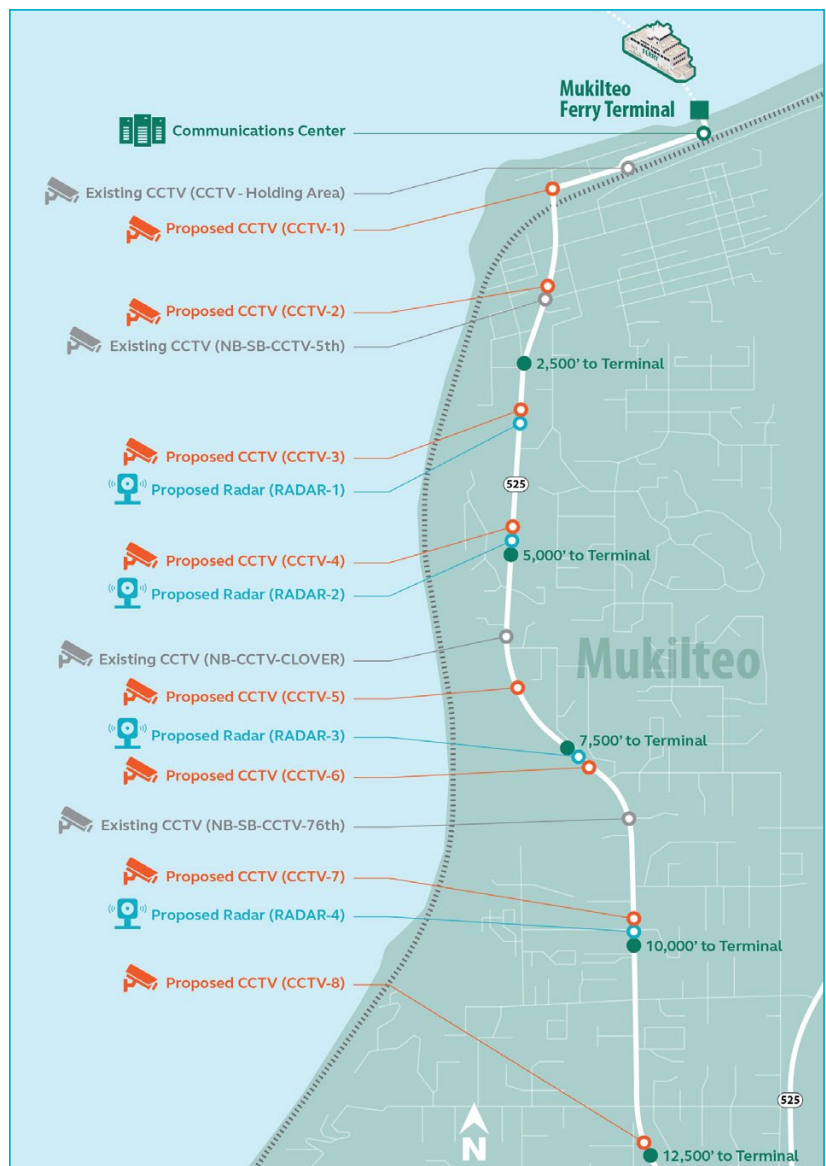 FERRY
Mukilteo
Ferry Terminal
Communications Center
Existing CCTV (CCTV - Holding Area)
Proposed CCTV (CCTV-1)
Proposed CCTV (CCTV-2)
Existing CCTV (NB-SB-CCTV-5th)
2,500’ to Terminal
Proposed CCTV (CCTV-3)
Proposed Radar (RADAR-1)
525
Proposed CCTV (CCTV-4)
5,000’ to Terminal
Proposed Radar (RADAR-2)
Existing CCTV (NB-CCTV-CLOVER)
Mukilteo
Proposed CCTV (CCTV-5)
Proposed Radar (RADAR-3)
7,500’ to Terminal
Proposed CCTV (CCTV-6)
Existing CCTV (NB-SB-CCTV-76th)
Proposed CCTV (CCTV-7)
Proposed Radar (RADAR-4)
10,000’ to Terminal
Proposed CCTV (CCTV-8)
525
N
12,500’ to Terminal